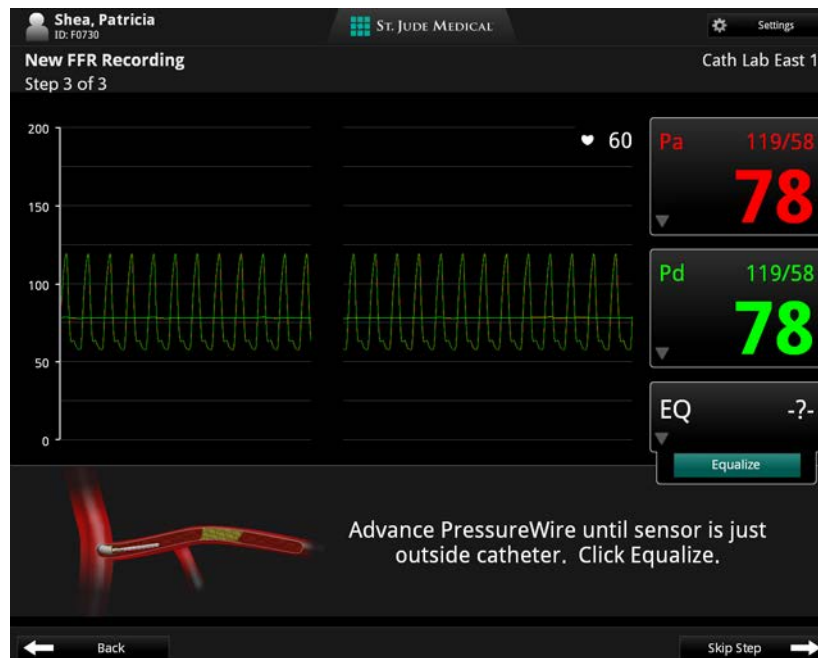 Shea, Patricia
ID: F0730
ST. JUDE MEDICAL
Settings
New FFR Recording
Step 3 of 3
Cath Lab East 1
200
150
100
50
0
60
Pa 119/58
78
Pd 119/58
78
EQ -?-
Equalize
Advance PressureWire until sensor is just
outside catheter. Click Equalize.
Back
Skip Step